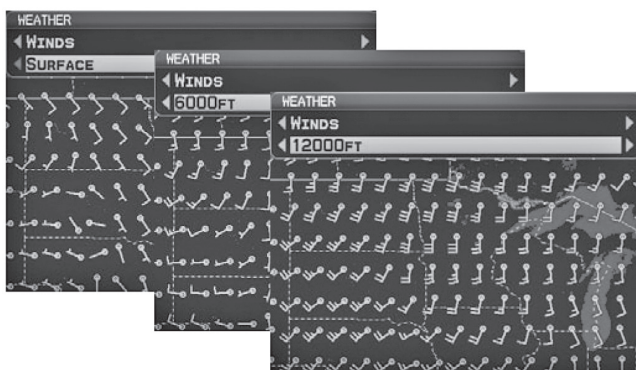 WEATHER
WINDS
SURFACE
WEATHER
WINDS
6000FT
WEATHER
WINDS
12000FT